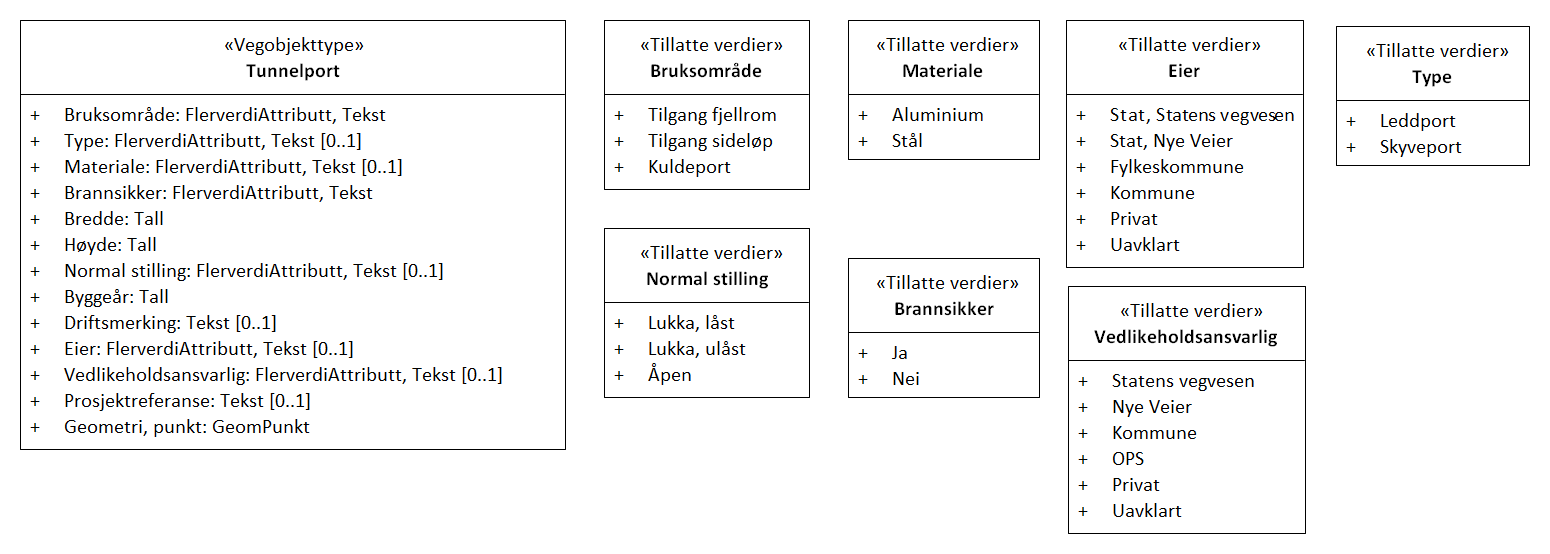 «Vegobjekttype»
Tunnelport
+ Bruksområde: FlerverdiAttributt, Tekst
+ Type: FlerverdiAttributt, Tekst [0..1]
+ Materiale: FlerverdiAttributt, Tekst [0..1]
+ Brannsikker: FlerverdiAttributt, Tekst
+ Bredde: Tall
+ Høyde: Tall
+ Normal stilling: FlerverdiAttributt, Tekst [0..1]
+ Byggeår: Tall
+ Driftsmerking: Tekst [0..1]
+ Eier: FlerverdiAttributt, Tekst [0..1]
+ Vedlikeholdsansvarlig: FlerverdiAttributt, Tekst [0..1]
+ Prosjektreferanse: Tekst [0..1]
+ Geometri, punkt: GeomPunkt
«Tillatte verdier»
Bruksområde
+ Tilgang fjellrom
+ Tilgang sideløp
+ Kuldeport
«Tillatte verdier»
Normal stilling
+ Lukka, låst
+ Lukka, ulåst
+ Åpen
«Tillatte verdier»
Materiale
+ Aluminium
+ Stål
«Tillatte verdier»
Brannsikker
+ Ja
+ Nei
«Tillatte verdier»
Eier
+ Stat, Statens vegvesen
+ Stat, Nye Veier
+ Fylkeskommune
+ Kommune
+ Privat
+ Uavklart
«Tillatte verdier»
Vedlikeholdsansvarlig
+ Statens vegvesen
+ Nye Veier
+ Kommune
+ OPS
+ Privat
+ Uavklart
«Tillatte verdier»
Type
+ Leddport
+ Skyveport